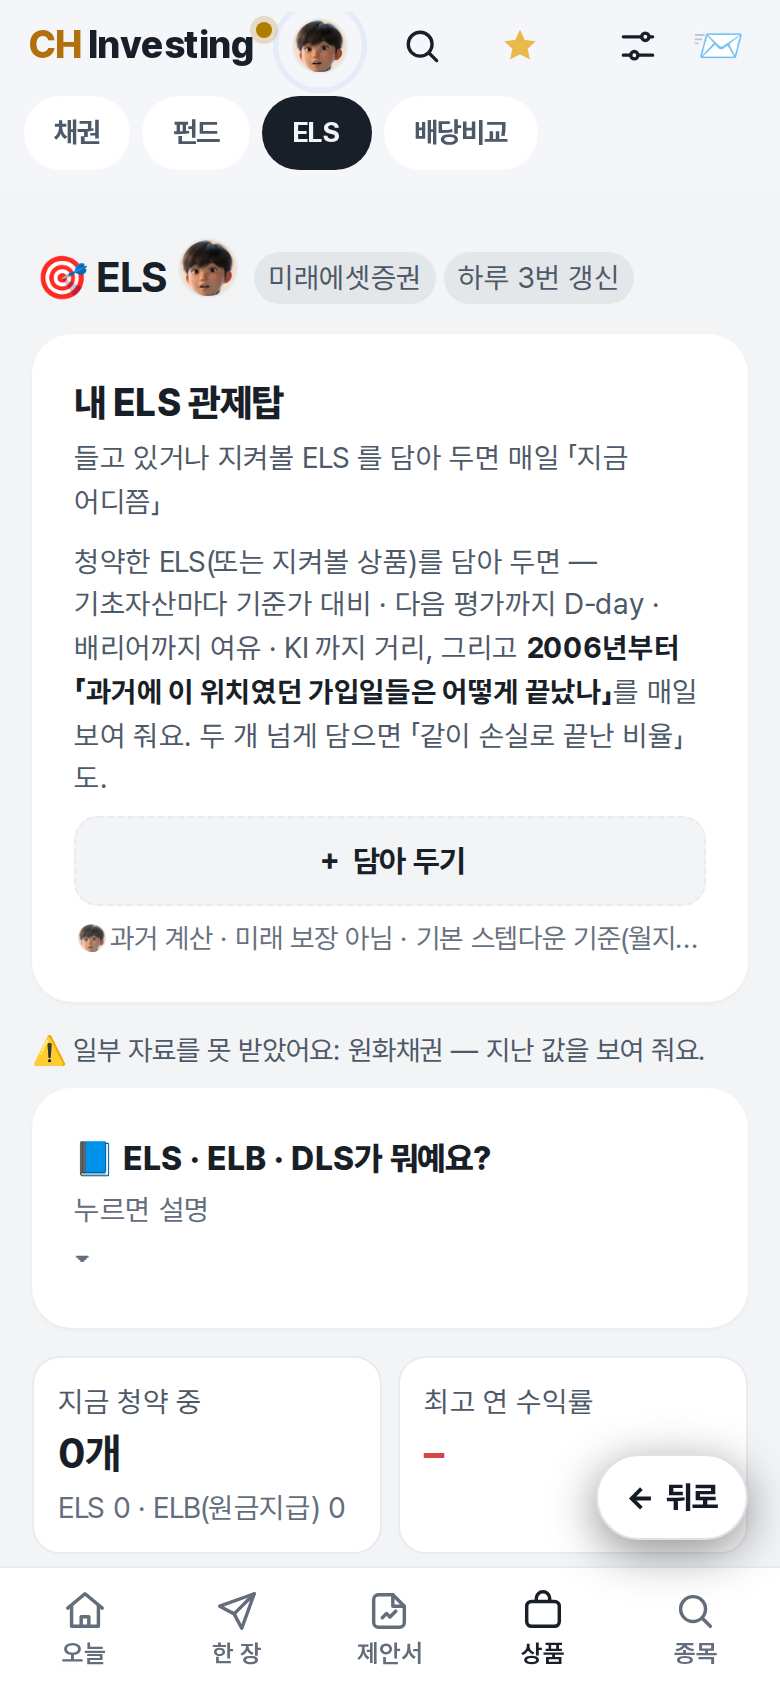 CH Investing
채권
펀드
ELS
배당비교
ELS
미래에셋증권
하루 3번 갱신
내 ELS 관제탑
들고 있거나 지켜볼 ELS 를 담아 두면 매일 「지금
어디쯤」
청약한 ELS(또는 지켜볼 상품)를 담아 두면 —
기초자산마다 기준가 대비 · 다음 평가까지 D-day ·
배리어까지 여유 · KI 까지 거리, 그리고 2006년부터
「과거에 이 위치였던 가입일들은 어떻게 끝났나」를 매일
보여 줘요. 두 개 넘게 담으면 「같이 손실로 끝난 비율」
도.
+ 담아 두기
과거 계산 · 미래 보장 아님 · 기본 스텝다운 기준(월지...
일부 자료를 못 받았어요: 원화채권 — 지난 값을 보여 줘요.
ELS · ELB · DLS가 뭐예요?
누르면 설명
지금 청약 중
0개
ELS 0 · ELB(원금지급) 0
최고 연 수익률
–
← 뒤로
오늘
한 장
제안서
상품
종목